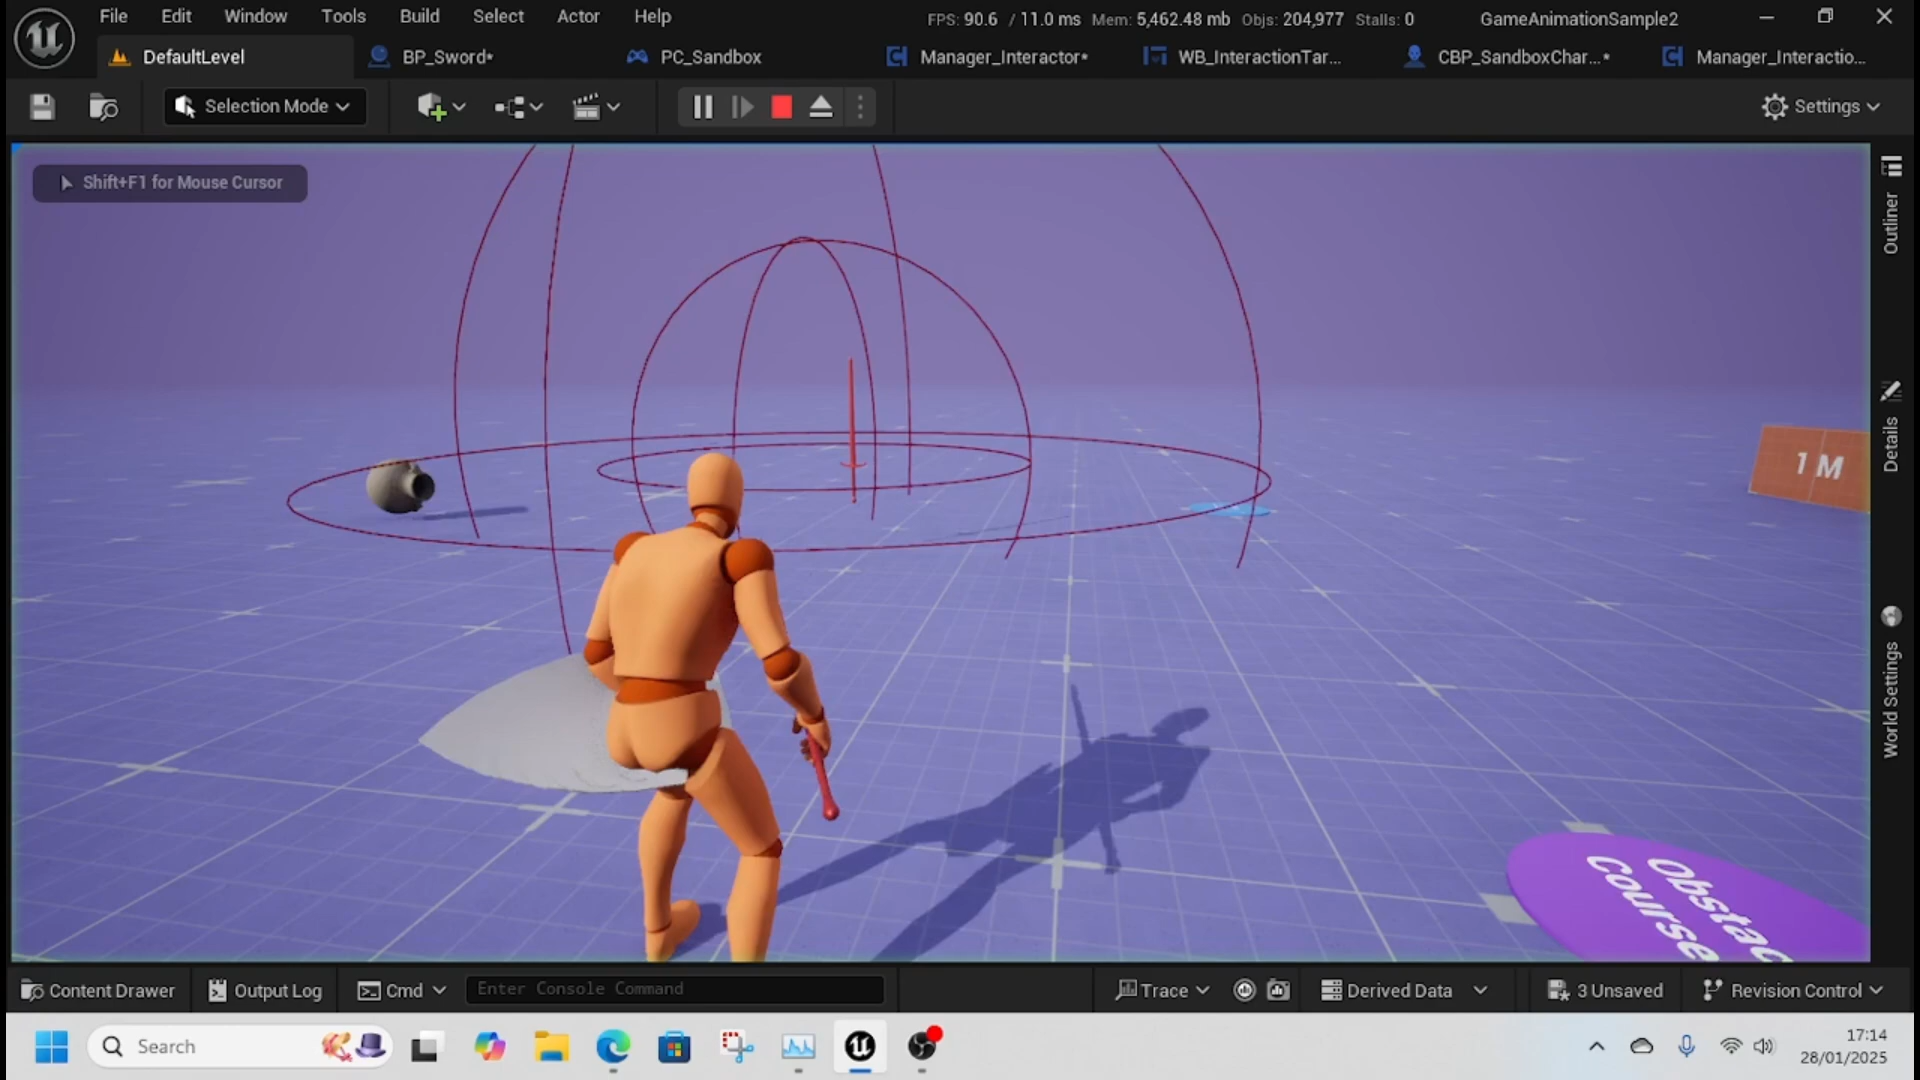 File Edit Window Tools Build Select Actor Help
FPS: 90.6 / 11.0 ms Mem: 5,462.48 mb Objs: 204,977 Stalls: 0
GameAnimationSample2
DefaultLevel
BP_Sword*
PC_Sandbox
Manager_Interactor*
WB_InteractionTar...
CBP_SandboxChar...*
Manager_Interactio...
Selection Mode
Settings
Shift+F1 for Mouse Cursor
Outliner
Details
World Settings
1 M
Obstac
Course
Content Drawer
Output Log
Cmd
Enter Console Command
Trace
Derived Data
3 Unsaved
Revision Control
Search
17:14
28/01/2025